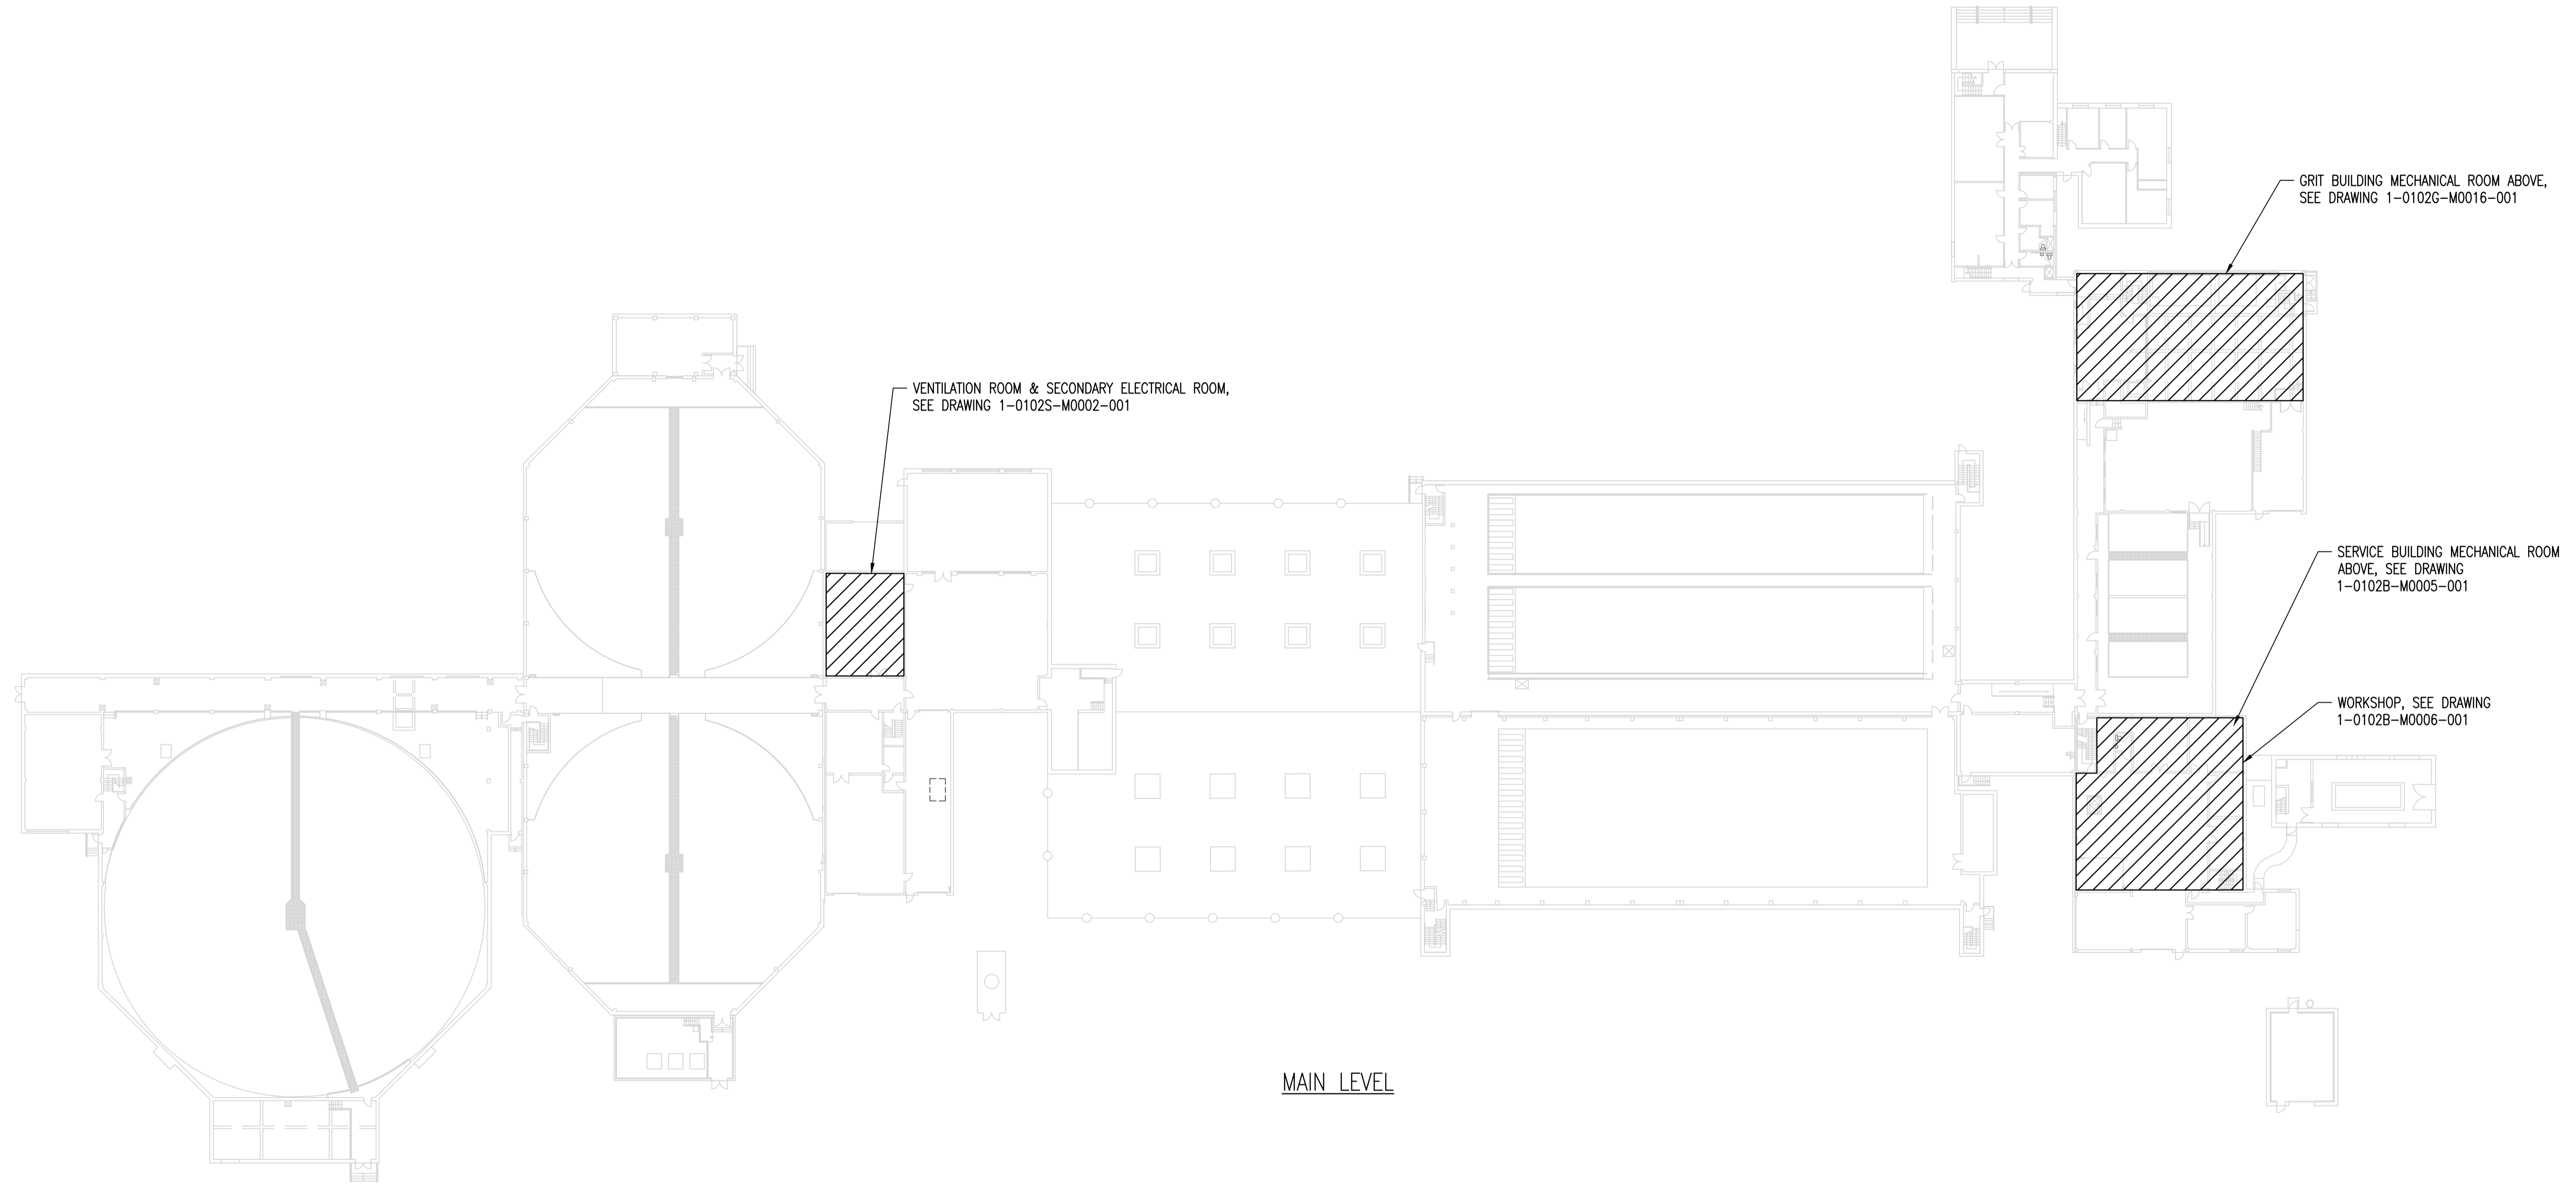 GRIT BUILDING MECHANICAL ROOM ABOVE,
SEE DRAWING 1-0102G-M0016-001
VENTILATION ROOM & SECONDARY ELECTRICAL ROOM,
SEE DRAWING 1-0102S-M0002-001
SERVICE BUILDING MECHANICAL ROOM
ABOVE, SEE DRAWING
1-0102B-M0005-001
WORKSHOP, SEE DRAWING
1-0102B-M0006-001
MAIN LEVEL